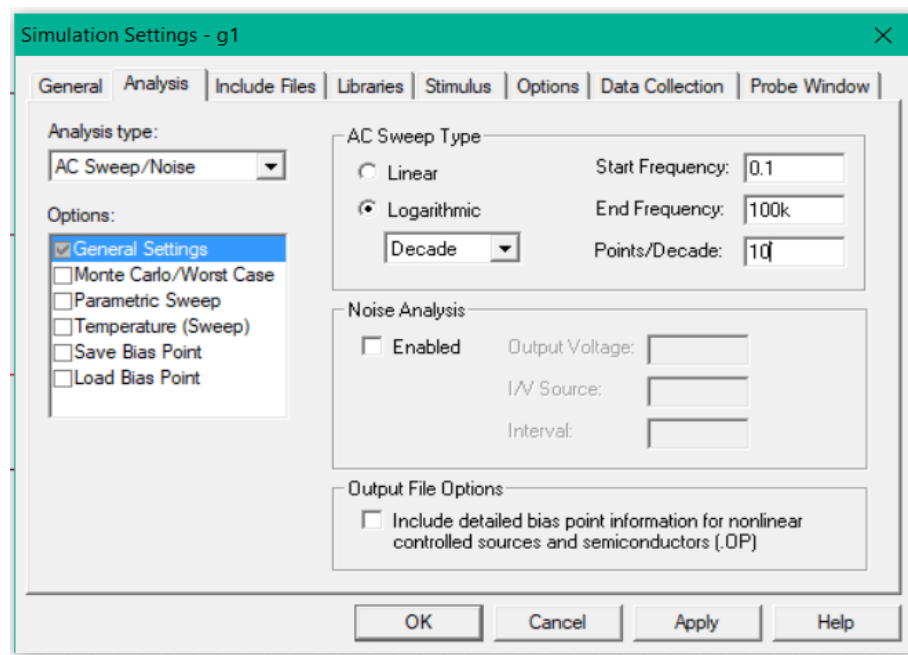 Simulation Settings - g1
General Analysis Include Files Libraries Stimulus Options Data Collection Probe Window
Analysis type:
AC Sweep/Noise
Options:
General Settings
Monte Carlo/Worst Case
Parametric Sweep
Temperature (Sweep)
Save Bias Point
Load Bias Point
AC Sweep Type
Linear
Logarithmic
Decade
Start Frequency: 0.1
End Frequency: 100k
Points/Decade: 10
Noise Analysis
Enabled
Output Voltage:
I/V Source:
Interval:
Output File Options
Include detailed bias point information for nonlinear
controlled sources and semiconductors (.OP)
OK Cancel Apply Help